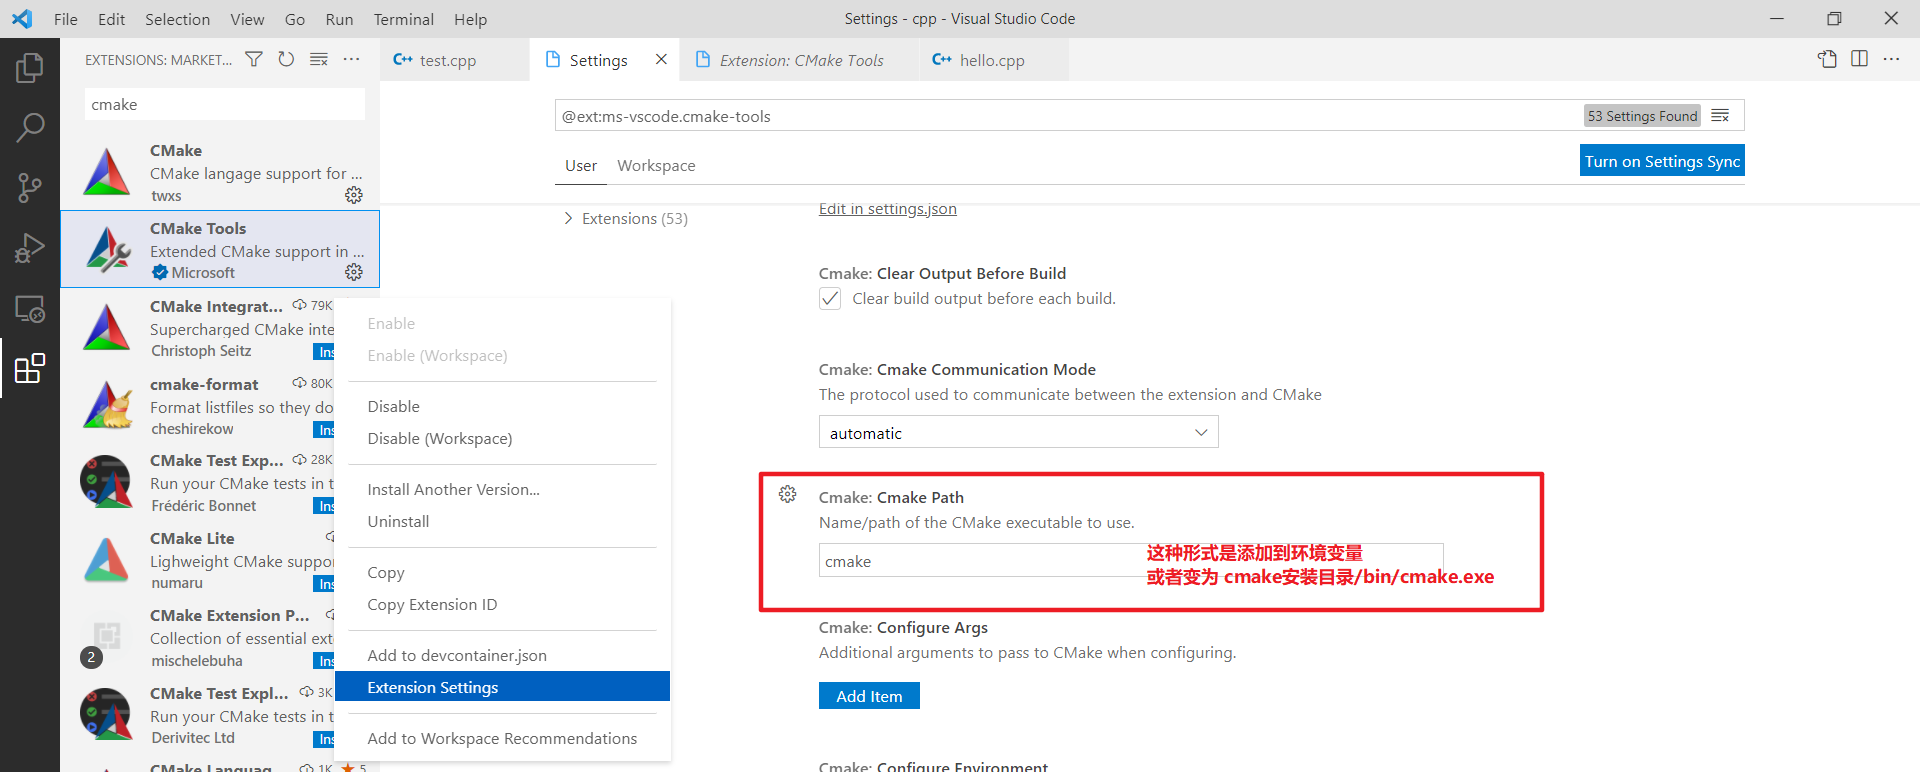 File Edit Selection View Go Run Terminal Help
Settings - cpp - Visual Studio Code
EXTENSIONS: MARKET...
test.cpp
Settings
Extension: CMake Tools
hello.cpp
cmake
CMake
CMake langage support for ...
twxs
CMake Tools
Extended CMake support in ...
Microsoft
CMake Integrat... 79K
Supercharged CMake inte
Christoph Seitz
Ins
cmake-format 80K
Format listfiles so they do
cheshirekow
Ins
CMake Test Exp... 28K
Run your CMake tests in t
Frédéric Bonnet
Ins
CMake Lite
Lighweight CMake suppo
numaru
Ins
CMake Extension P...
Collection of essential ext
mischelebuha
Ins
2
CMake Test Expl... 3K
Run your CMake tests in t
Derivitec Ltd
Ins
CMake Languag... 1K 5
Enable
Enable (Workspace)
Disable
Disable (Workspace)
Install Another Version...
Uninstall
Copy
Copy Extension ID
Add to devcontainer.json
Extension Settings
Add to Workspace Recommendations
@ext:ms-vscode.cmake-tools
53 Settings Found
User Workspace
Turn on Settings Sync
Extensions (53)
Edit in settings.json
Cmake: Clear Output Before Build
Clear build output before each build.
Cmake: Cmake Communication Mode
The protocol used to communicate between the extension and CMake
automatic
Cmake: Cmake Path
Name/path of the CMake executable to use.
cmake
这种形式是添加到环境变量
或者变为 cmake安装目录/bin/cmake.exe
Cmake: Configure Args
Additional arguments to pass to CMake when configuring.
Add Item
Cmake: Configure Environment